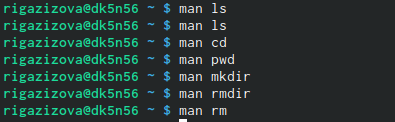 rigazizova@dk5n56 ~ $ man ls
rigazizova@dk5n56 ~ $ man ls
rigazizova@dk5n56 ~ $ man cd
rigazizova@dk5n56 ~ $ man pwd
rigazizova@dk5n56 ~ $ man mkdir
rigazizova@dk5n56 ~ $ man rmdir
rigazizova@dk5n56 ~ $ man rm